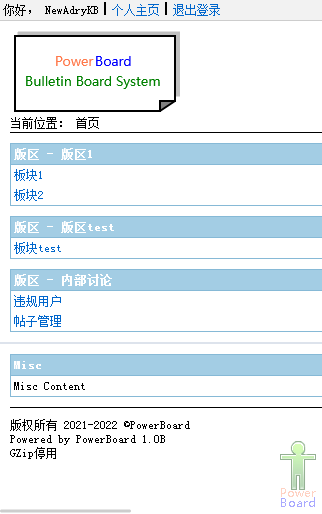 你好， NewAdryKB | 个人主页 | 退出登录
PowerBoard
Bulletin Board System
当前位置： 首页
版区 - 版区1
板块1
板块2
版区 - 版区test
板块test
版区 - 内部讨论
违规用户
帖子管理
Misc
Misc Content
版权所有 2021-2022 ©PowerBoard
Powered by PowerBoard 1.0B
GZip停用
Power
Board